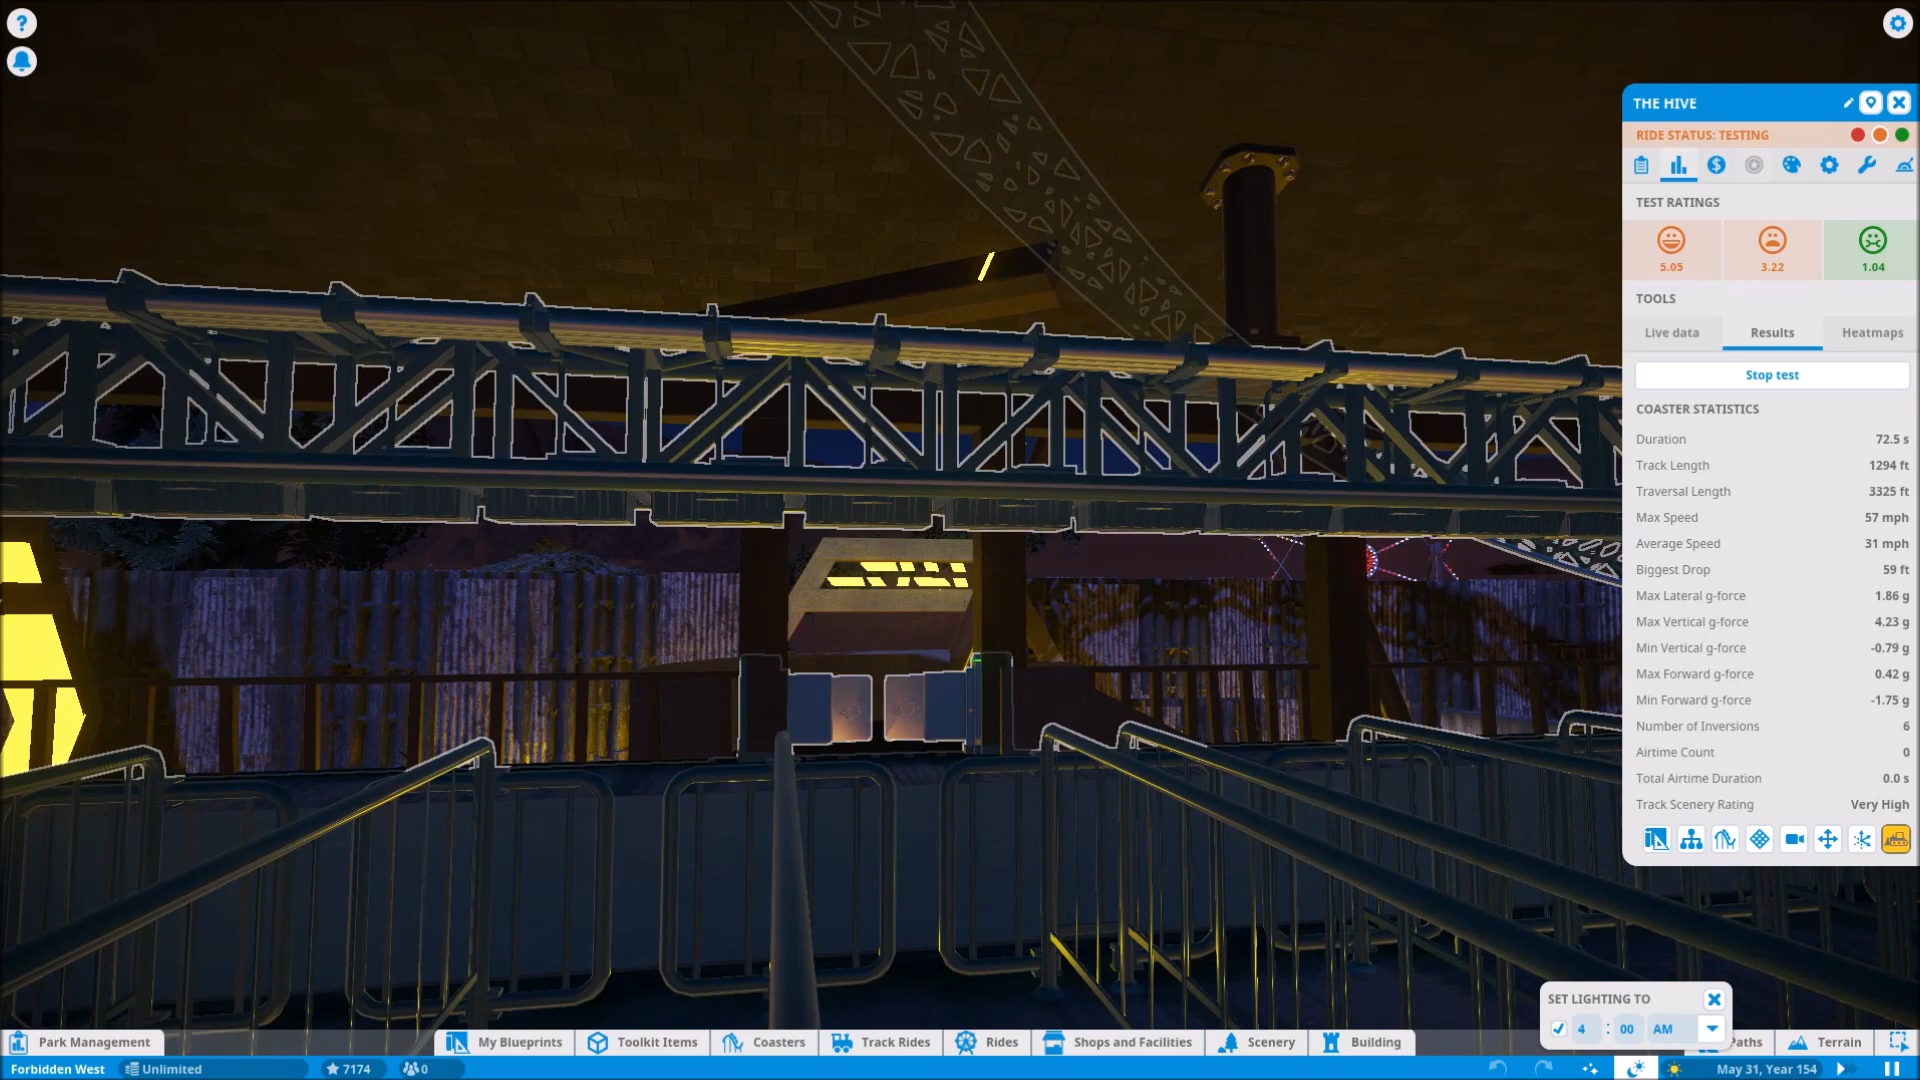 ?
THE HIVE
RIDE STATUS: TESTING
TEST RATINGS
5.05 3.22 1.04
TOOLS
Live data Results Heatmaps
Stop test
COASTER STATISTICS
Duration 72.5 s
Track Length 1294 ft
Traversal Length 3325 ft
Max Speed 57 mph
Average Speed 31 mph
Biggest Drop 59 ft
Max Lateral g-force 1.86 g
Max Vertical g-force 4.23 g
Min Vertical g-force -0.79 g
Max Forward g-force 0.42 g
Min Forward g-force -1.75 g
Number of Inversions 6
Airtime Count 0
Total Airtime Duration 0.0 s
Track Scenery Rating Very High
SET LIGHTING TO
4 : 00 AM
Park Management My Blueprints Toolkit Items Coasters Track Rides Rides Shops and Facilities Scenery Building Paths Terrain
Forbidden West Unlimited 7174 0 May 31, Year 154